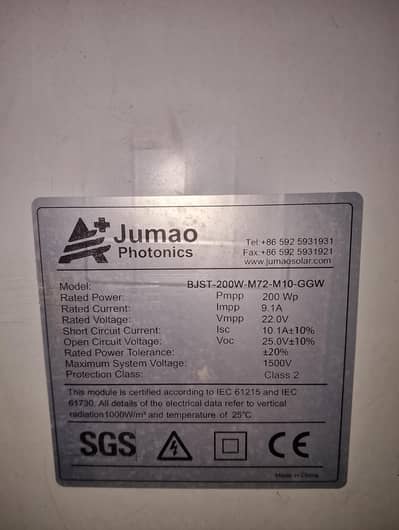 Jumao
Photonics
Tel:+86 592 5931931
Fax:+86 592 5931921
www.jumaosolar.com
Model: BJST-200W-M72-M10-GGW
Rated Power: Pmpp 200 Wp
Rated Current: Impp 9.1A
Rated Voltage: Vmpp 22.0V
Short Circuit Current: Isc 10.1A±10%
Open Circuit Voltage: Voc 25.0V±10%
Rated Power Tolerance: ±20%
Maximum System Voltage: 1500V
Protection Class: Class 2
This module is certified according to IEC 61215 and IEC
61730. All details of the electrical data refer to vertical
radiation1000W/m² and temperature of 25°C
SGS CE
Made in China